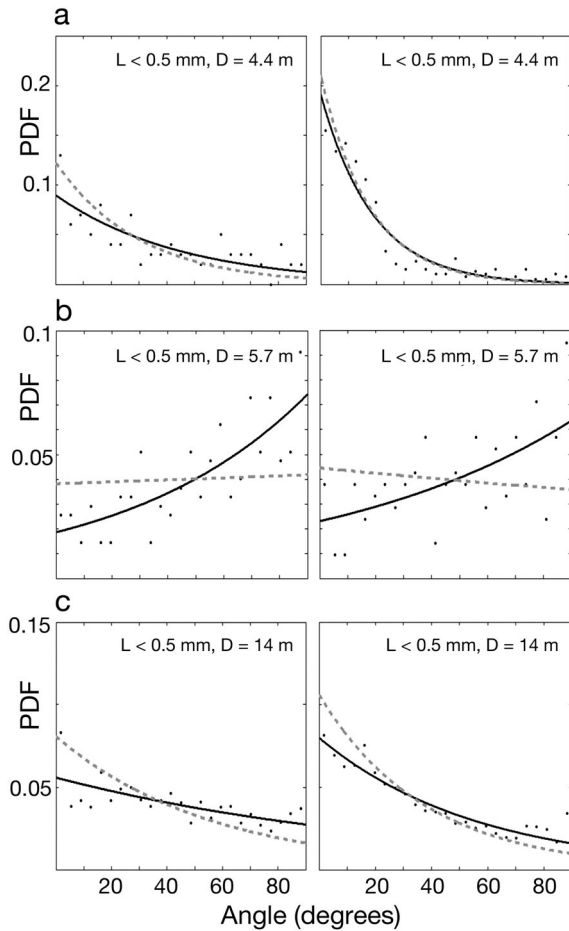 a
L < 0.5 mm, D = 4.4 m
L < 0.5 mm, D = 4.4 m
0.2
0.1
PDF
b
0.1
L < 0.5 mm, D = 5.7 m
L < 0.5 mm, D = 5.7 m
0.05
PDF
c
0.15
L < 0.5 mm, D = 14 m
L < 0.5 mm, D = 14 m
PDF
0.05
20 40 60 80 20 40 60 80
Angle (degrees)